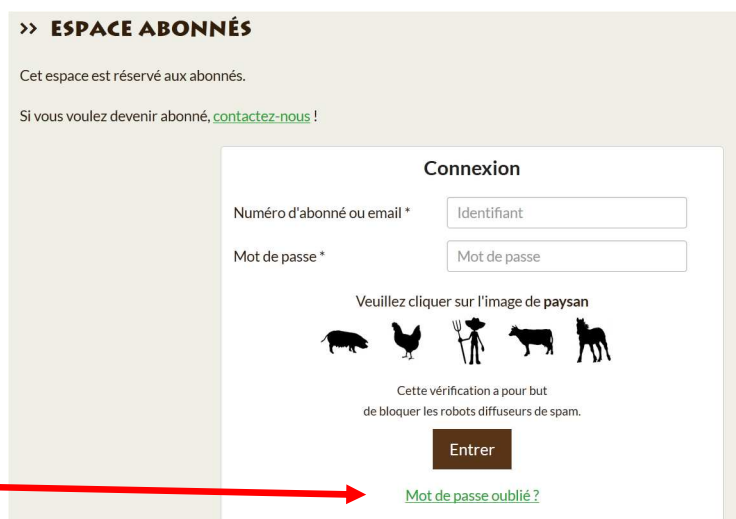 ›› ESPACE ABONNÉS
Cet espace est réservé aux abonnés.
Si vous voulez devenir abonné, contactez-nous !
Connexion
Numéro d'abonné ou email * Identifiant
Mot de passe * Mot de passe
Veuillez cliquer sur l'image de paysan
Cette vérification a pour but
de bloquer les robots diffuseurs de spam.
Entrer
Mot de passe oublié ?